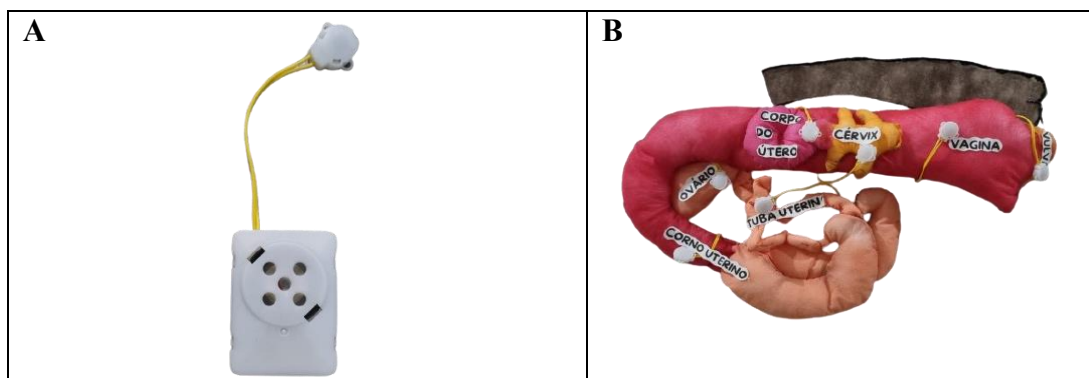 A
B
CORPO
DO
ÚTERO
CÉRVIX
VAGINA
OVÁRIO
TUBA UTERIN
CORNO UTERINO